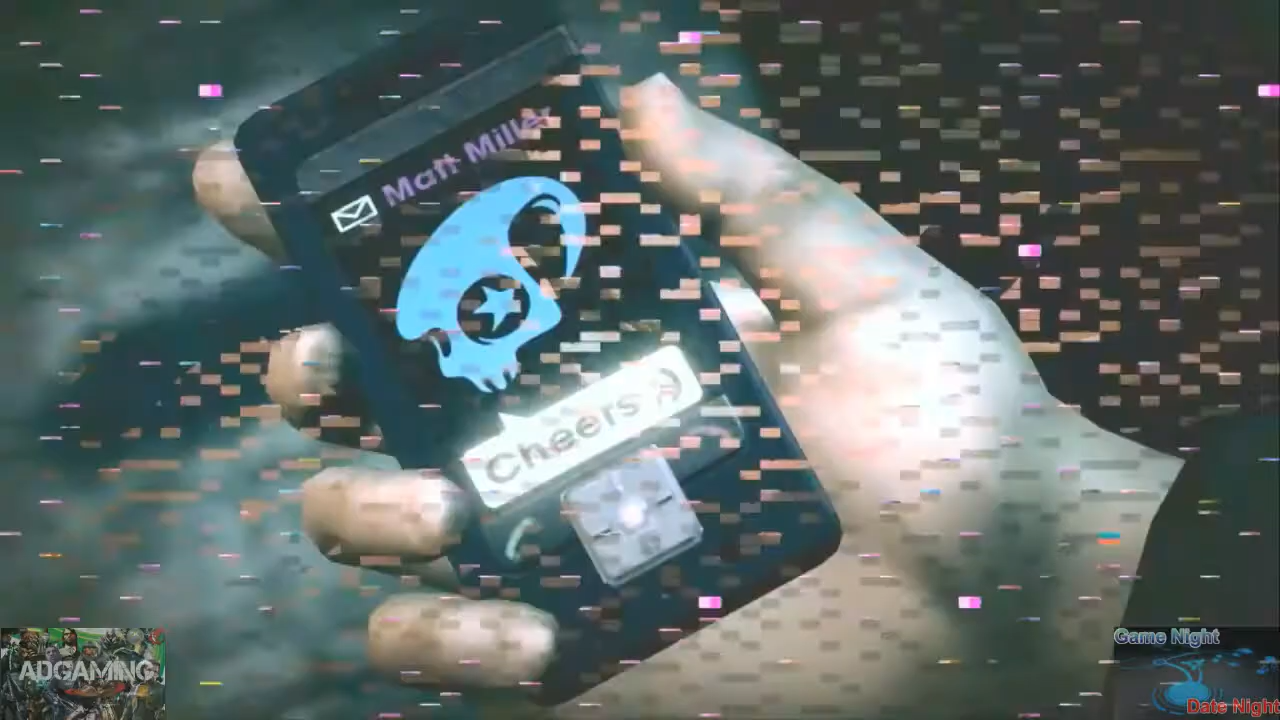 Matt Miller
Cheers ;)
ADGAMING
Game Night
Date Night